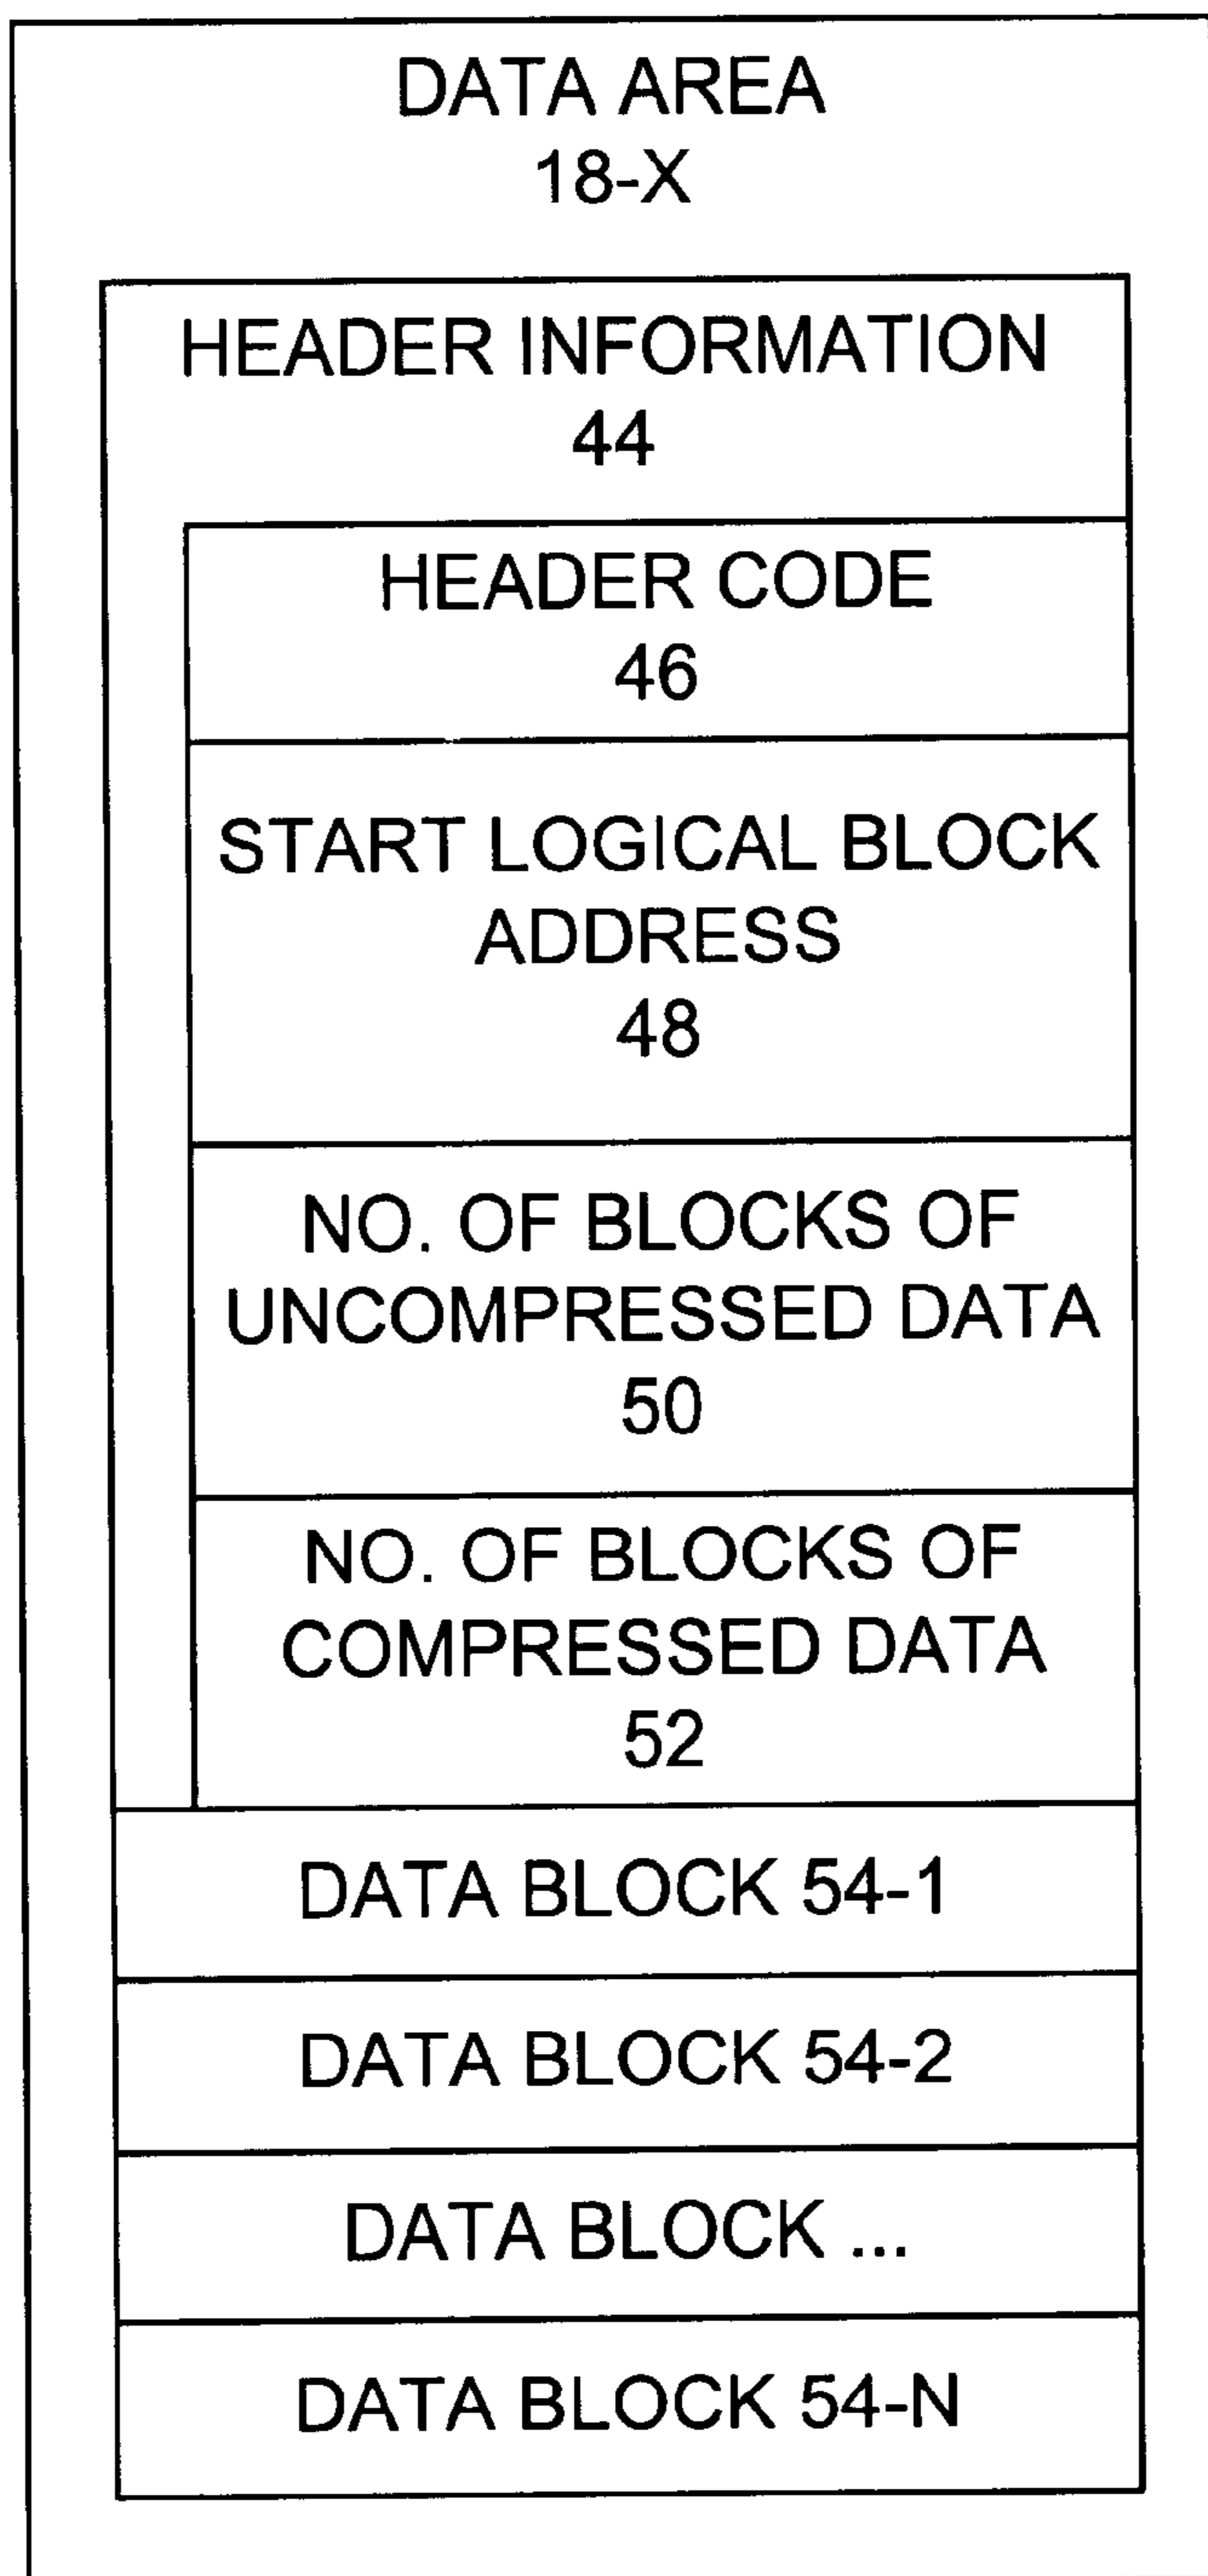 DATA AREA
18-X
HEADER INFORMATION
44
HEADER CODE
46
START LOGICAL BLOCK
ADDRESS
48
NO. OF BLOCKS OF
UNCOMPRESSED DATA
50
NO. OF BLOCKS OF
COMPRESSED DATA
52
DATA BLOCK 54-1
DATA BLOCK 54-2
DATA BLOCK ...
DATA BLOCK 54-N